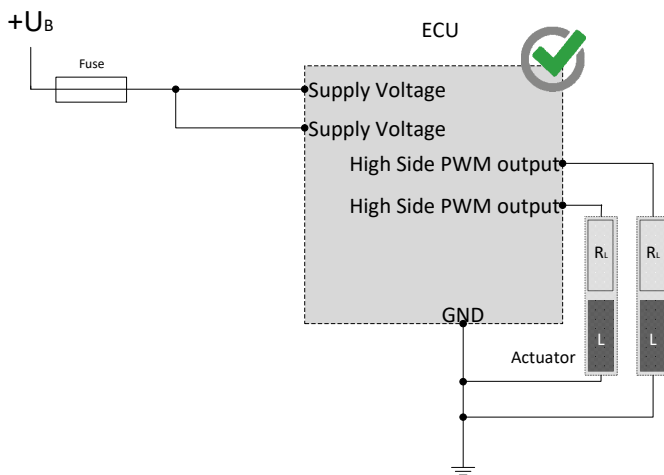 +UB
ECU
Fuse
Supply Voltage
Supply Voltage
High Side PWM output
High Side PWM output
RL
RL
GND
L
L
Actuator